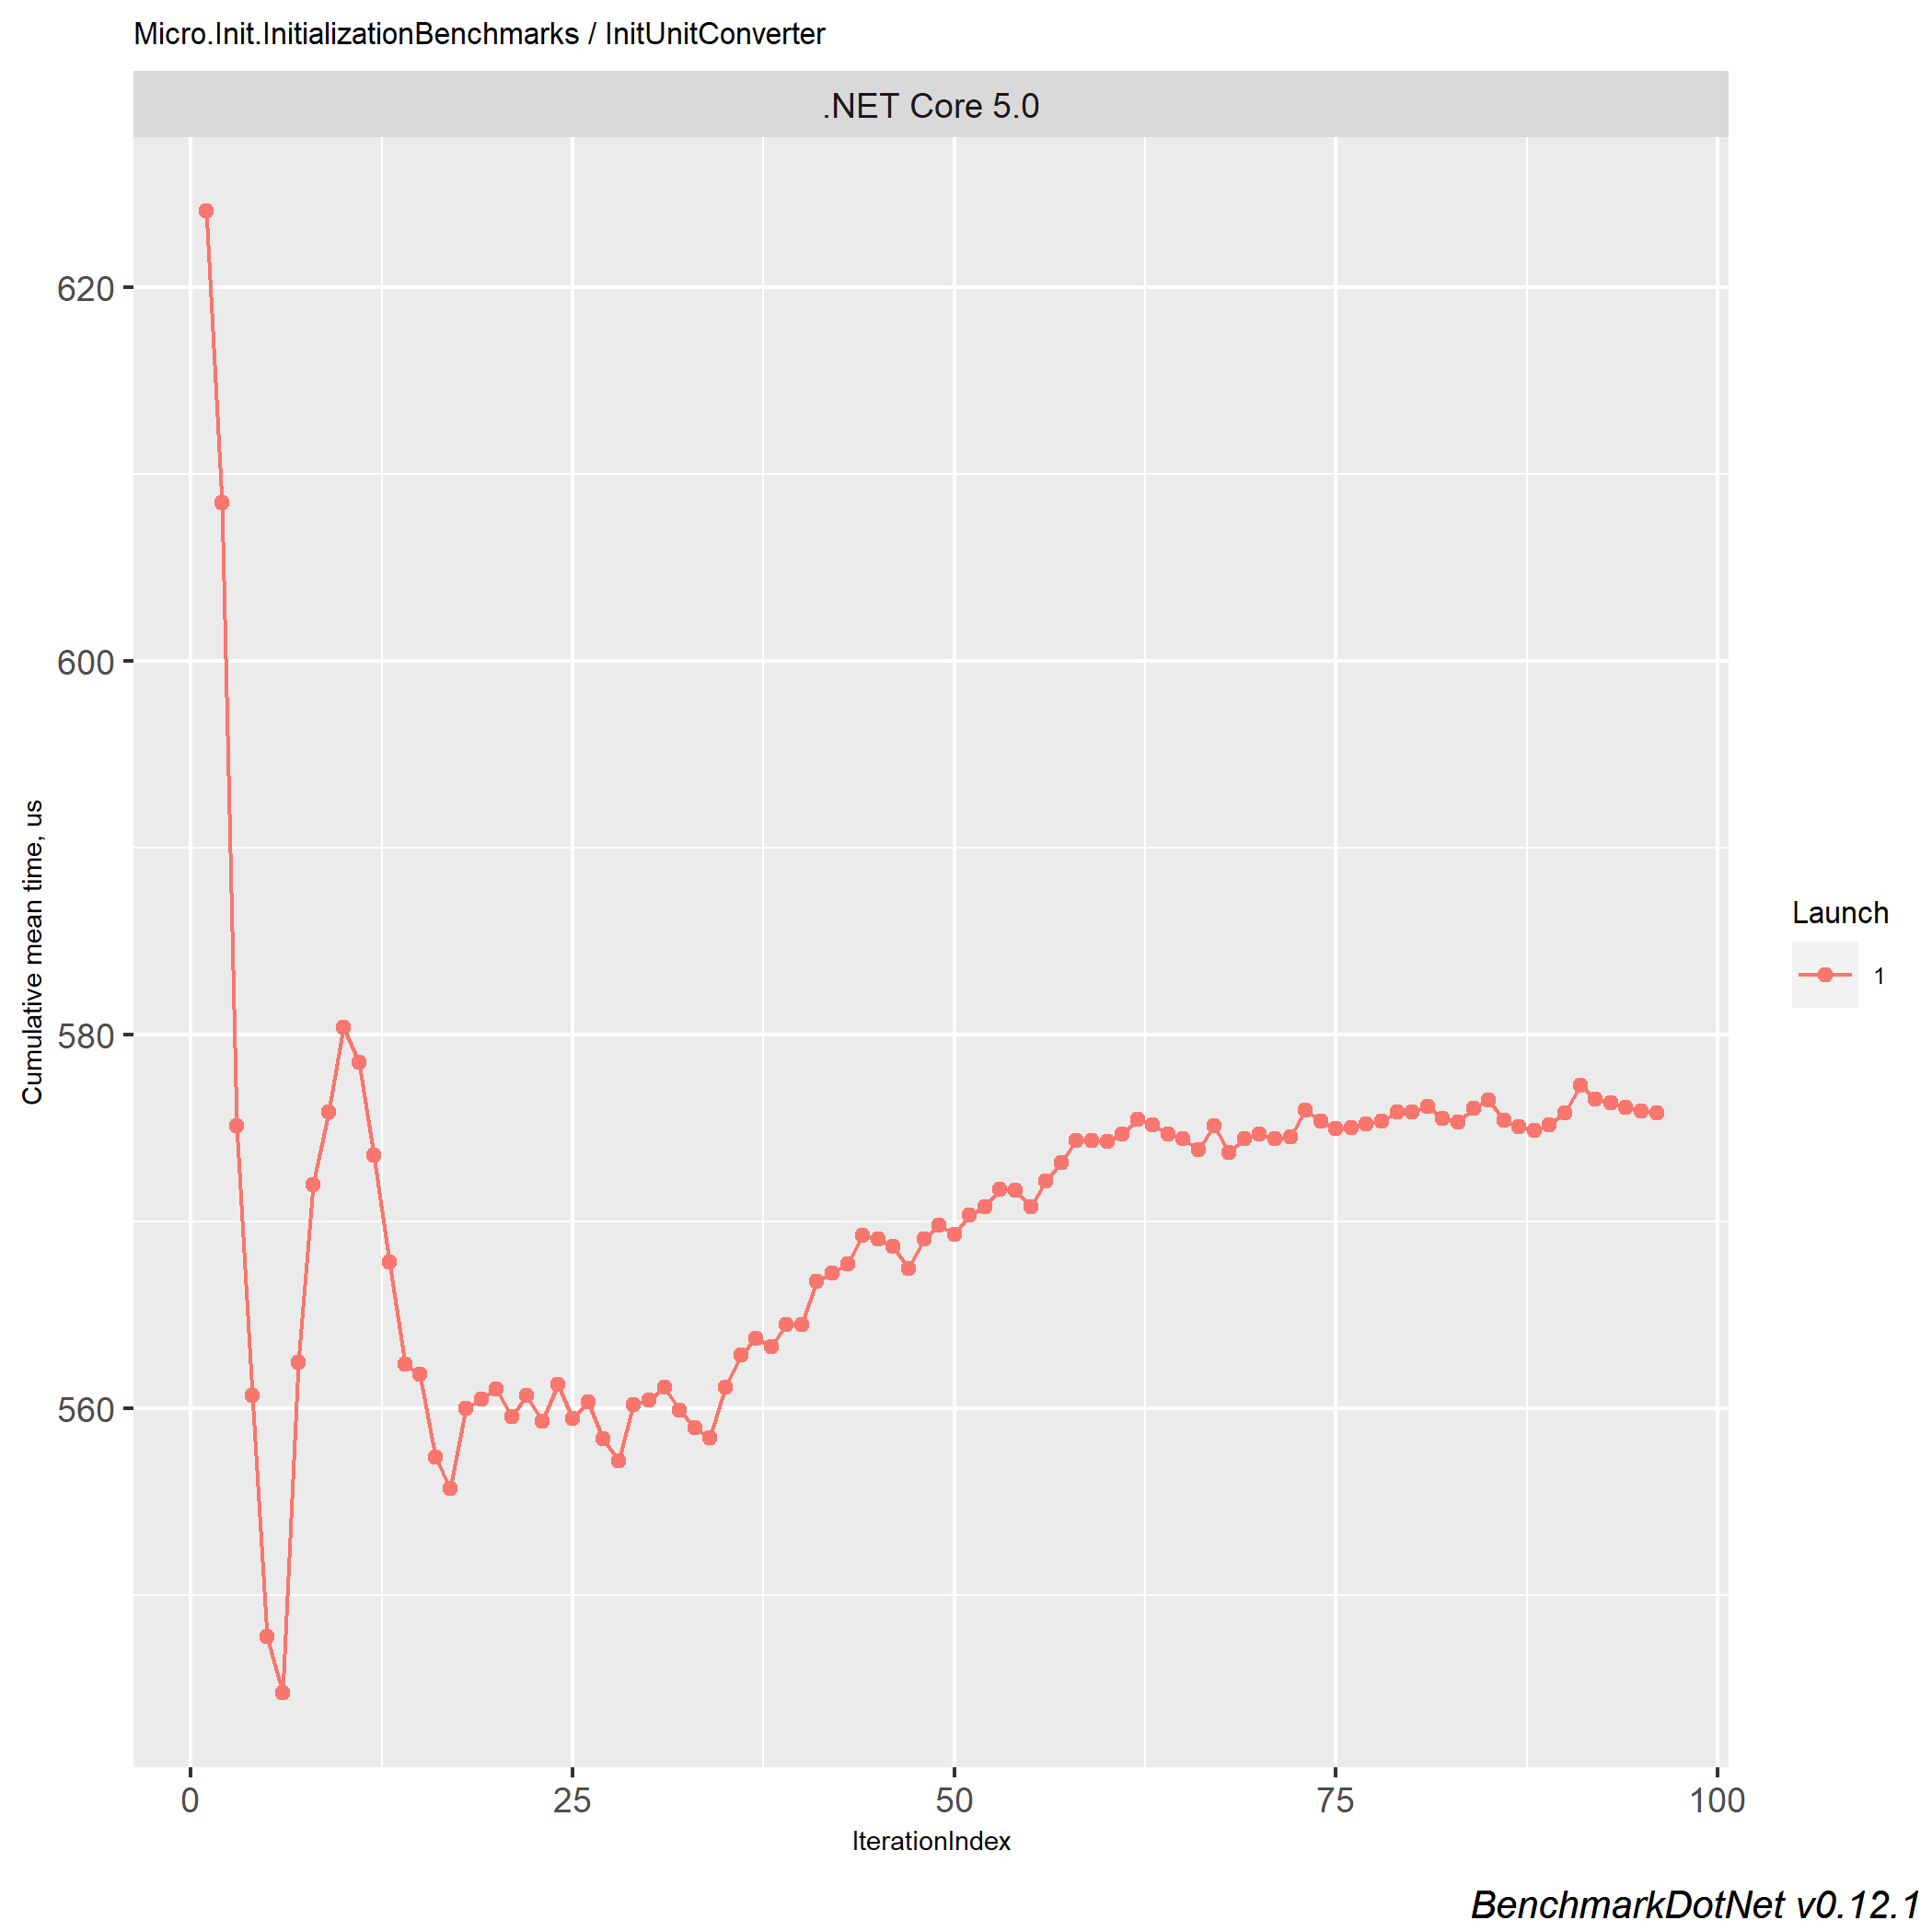 Micro.Init.InitializationBenchmarks / InitUnitConverter
.NET Core 5.0
620
600
580
560
Cumulative mean time, us
0 25 50 75 100
IterationIndex
Launch
1
BenchmarkDotNet v0.12.1